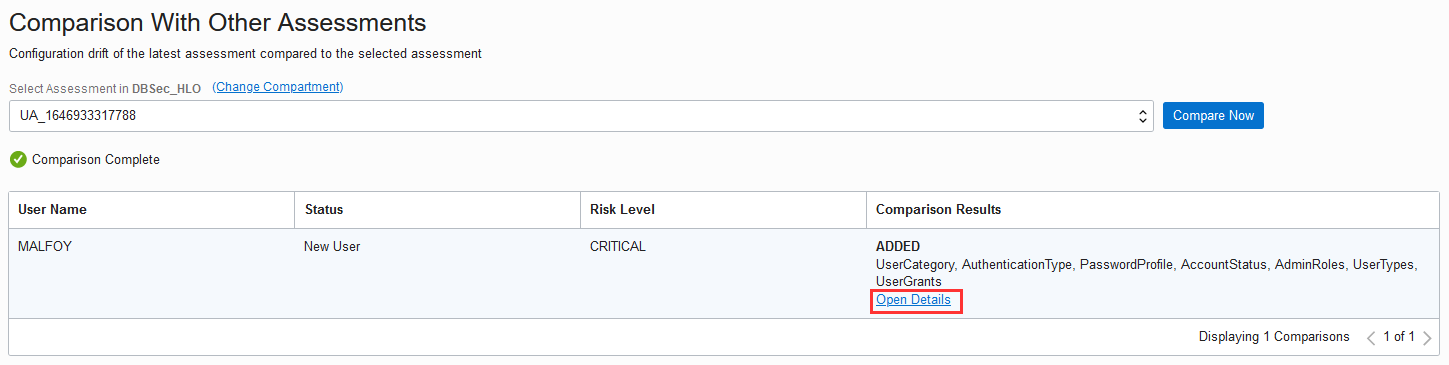 Comparison With Other Assessments
Configuration drift of the latest assessment compared to the selected assessment
Select Assessment in DBSec_HLO (Change Compartment)
UA_1646933317788 Compare Now
Comparison Complete
User Name Status Risk Level Comparison Results
MALFOY New User CRITICAL ADDED
UserCategory, AuthenticationType, PasswordProfile, AccountStatus, AdminRoles, UserTypes,
UserGrants
Open Details
Displaying 1 Comparisons 1 of 1